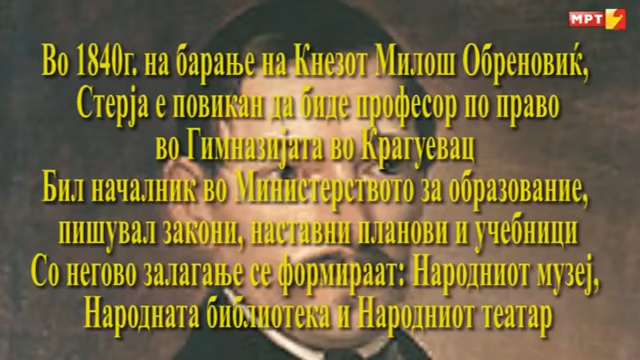 МРТ
Во 1840г. на барање на Кнезот Милош Обреновиќ,
Стерја е повикан да биде професор по право
во Гимназијата во Крагуевац
Бил началник во Министерството за образование,
пишувал закони, наставни планови и учебници
Со негово залагање се формираат: Народниот музеј,
Народната библиотека и Народниот театар